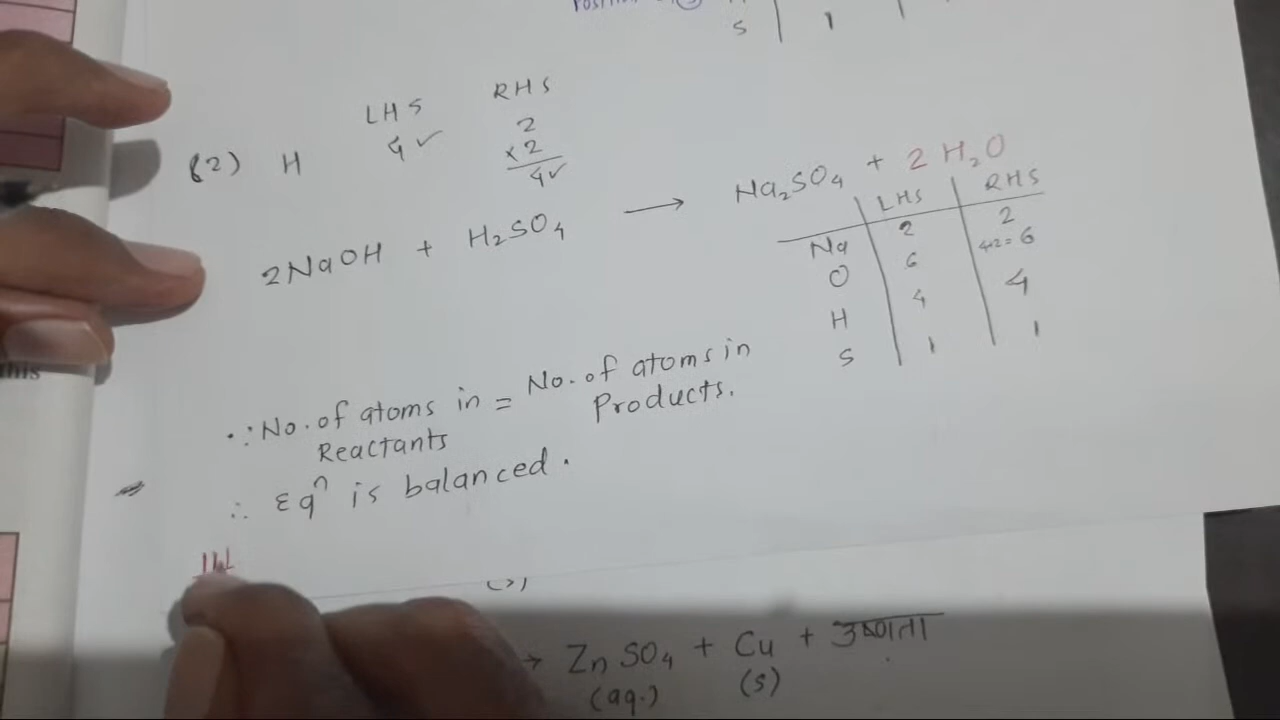 S | 1 |
LHS RHS
(2) H 4✓ 2
×2
4✓
2NaOH + H₂SO₄ ⟶ Na₂SO₄ + 2H₂O
LHS | RHS
Na | 2 | 2
O | 6 | 4+2=6
H | 4 | 4
S | 1 | 1
∵ No. of atoms in = No. of atoms in
Reactants Products.
∴ Eqⁿ is balanced.
→ ZnSO₄ + Cu + उष्णता
(aq.) (s)